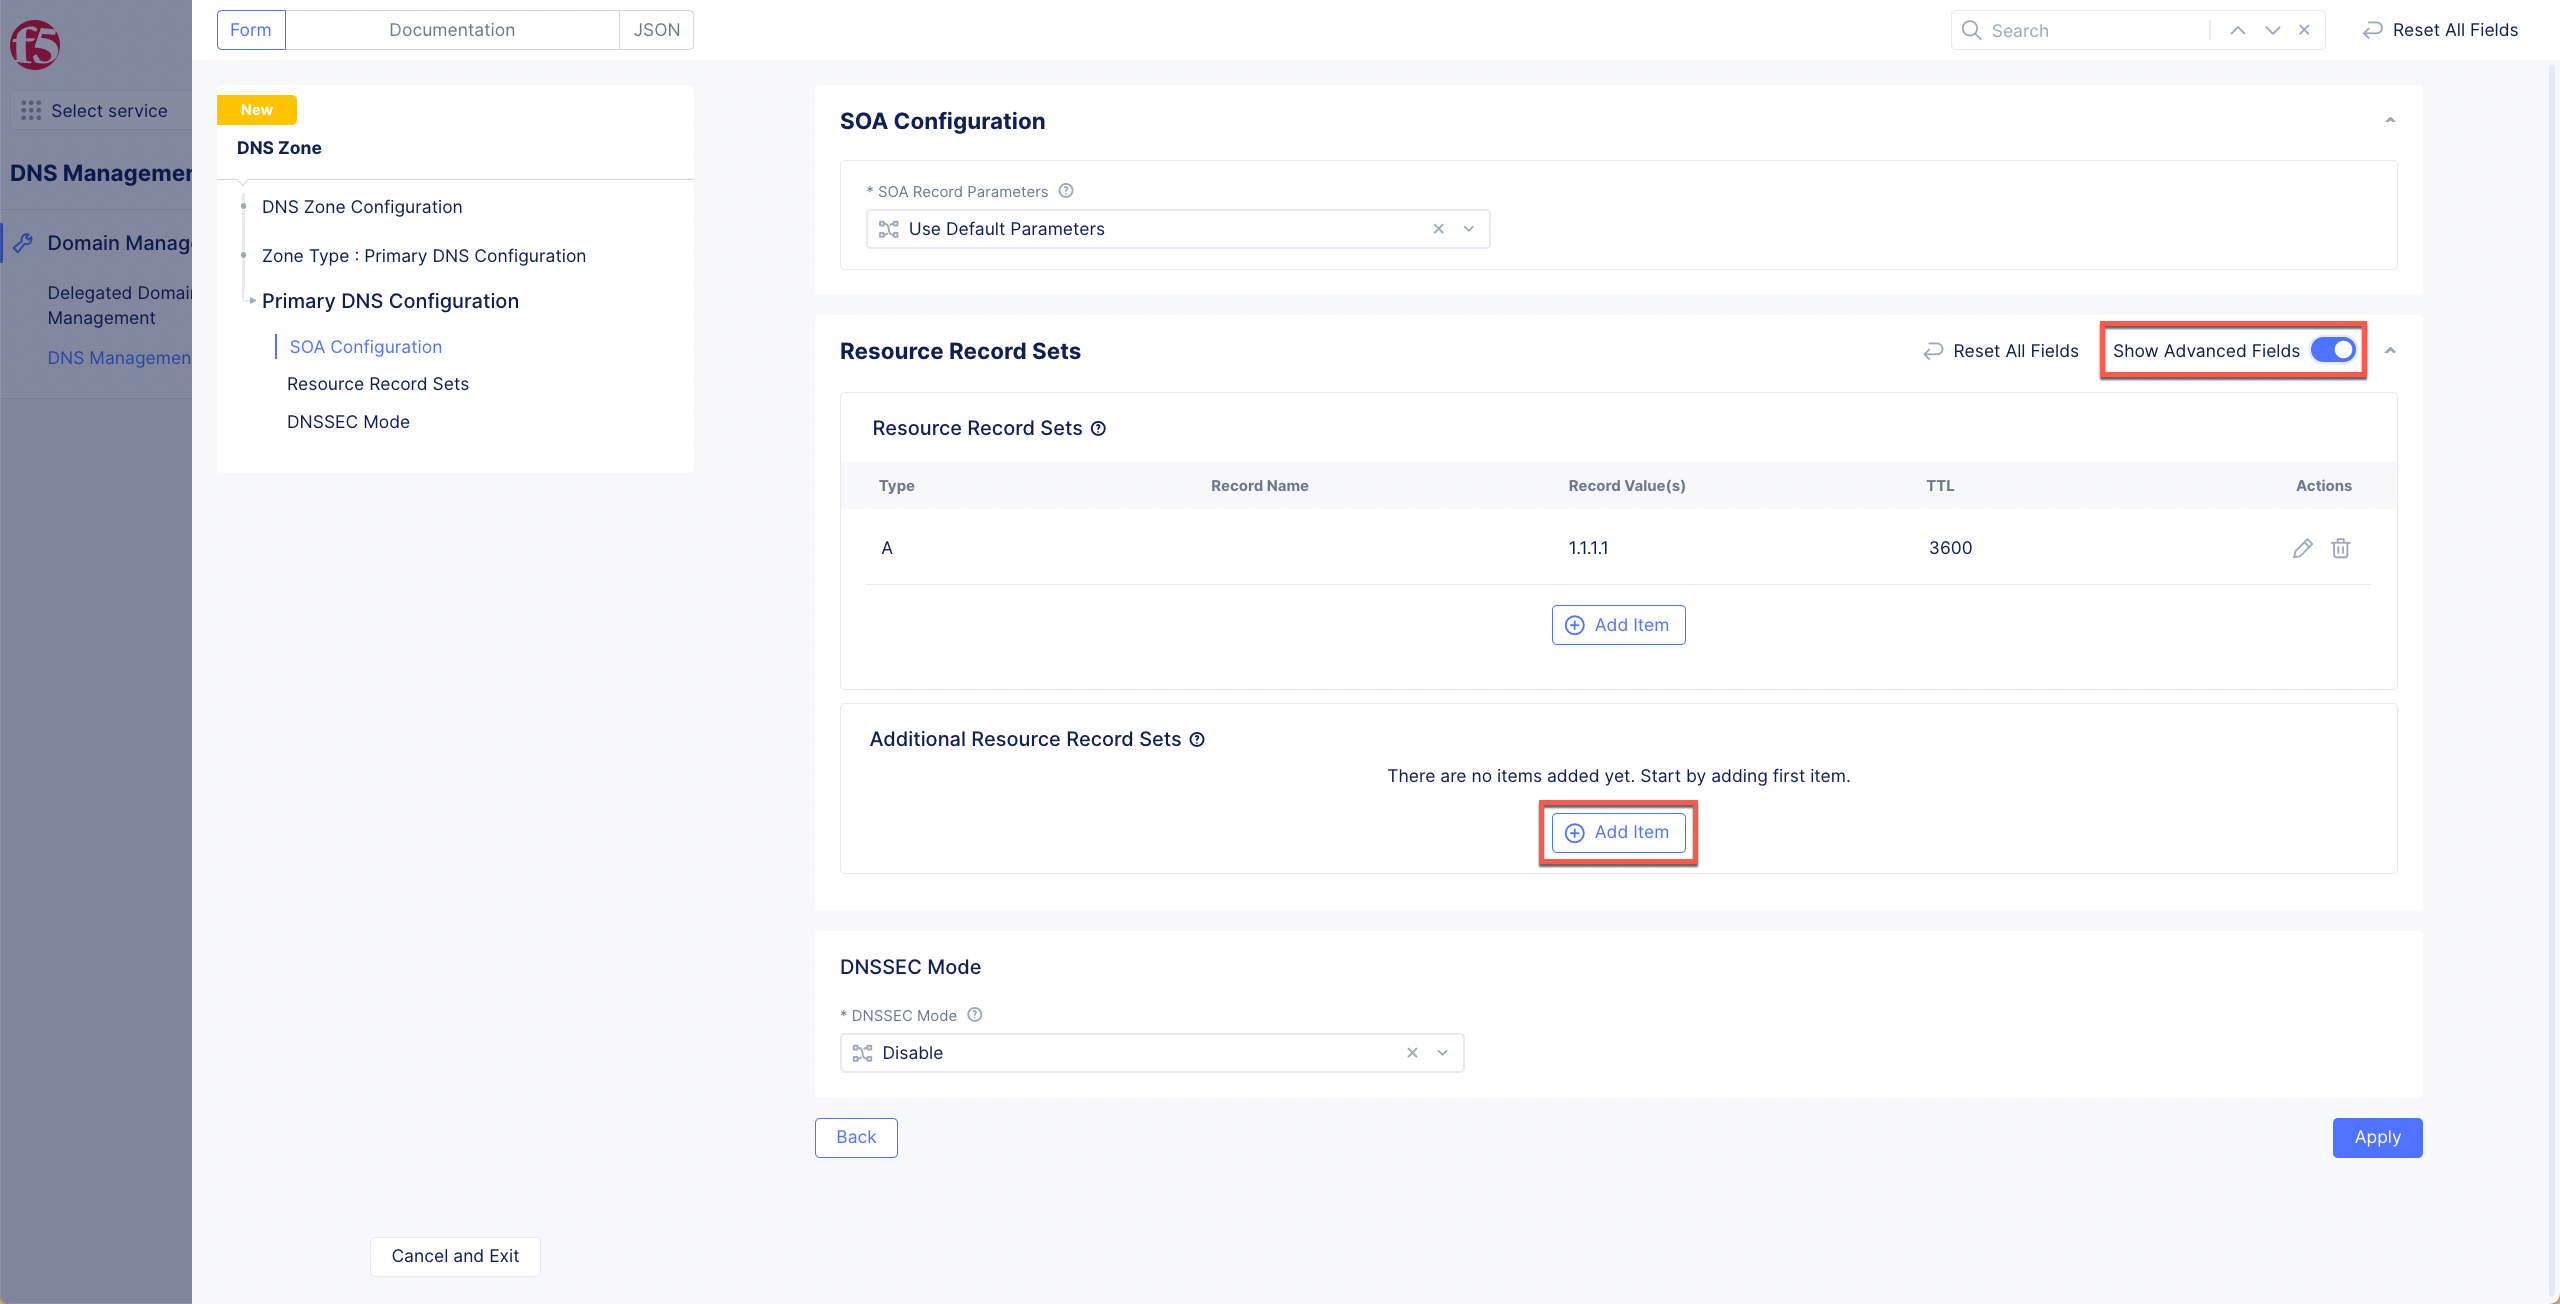 f5
Form
Documentation
JSON
Search
Reset All Fields
Select service
DNS Managemen
Domain Manag
Delegated Domai
Management
DNS Managemen
New
DNS Zone
DNS Zone Configuration
Zone Type : Primary DNS Configuration
Primary DNS Configuration
SOA Configuration
Resource Record Sets
DNSSEC Mode
Cancel and Exit
SOA Configuration
* SOA Record Parameters
Use Default Parameters
Resource Record Sets
Reset All Fields
Show Advanced Fields
Resource Record Sets
Type Record Name Record Value(s) TTL Actions
A 1.1.1.1 3600
Add Item
Additional Resource Record Sets
There are no items added yet. Start by adding first item.
Add Item
DNSSEC Mode
* DNSSEC Mode
Disable
Back
Apply